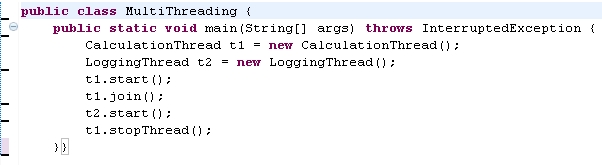 public class MultiThreading {
public static void main(String[] args) throws InterruptedException {
CalculationThread t1 = new CalculationThread();
LoggingThread t2 = new LoggingThread();
t1.start();
t1.join();
t2.start();
t1.stopThread();
}}